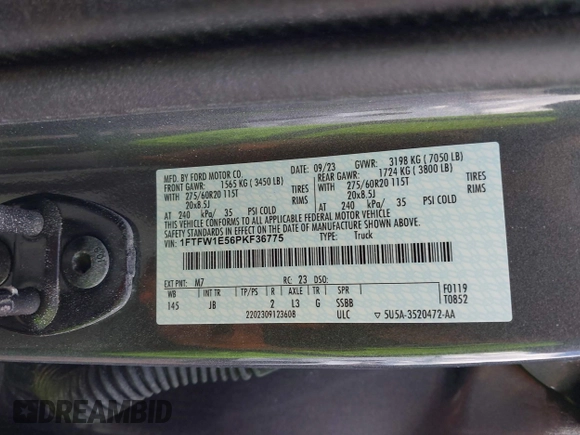 MFD. BY FORD MOTOR CO. 09/23 GVWR: 3198 KG ( 7050 LB)
FRONT GAWR: 1565 KG ( 3450 LB) REAR GAWR: 1724 KG ( 3800 LB)
WITH 275/60R20 115T TIRES WITH 275/60R20 115T TIRES
20x8.5J 20x8.5J
AT 240 kPa/ 35 PSI COLD AT 240 kPa/ 35 PSI COLD
THIS VEHICLE CONFORMS TO ALL APPLICABLE FEDERAL MOTOR VEHICLE
SAFETY STANDARDS IN EFFECT ON THE DATE OF MANUFACTURE SHOWN ABOVE.
VIN: 1FTFW1E56PKF36775 TYPE: Truck
EXT PNT: M7 RC: 23 DSO:
WB INT TR TP/PS R AXLE TR SPR F0119
145 JB 2 L3 G SSBB T0852
2202309123608 ULC ▽ 5U5A-3520472-AA
DREAMBID